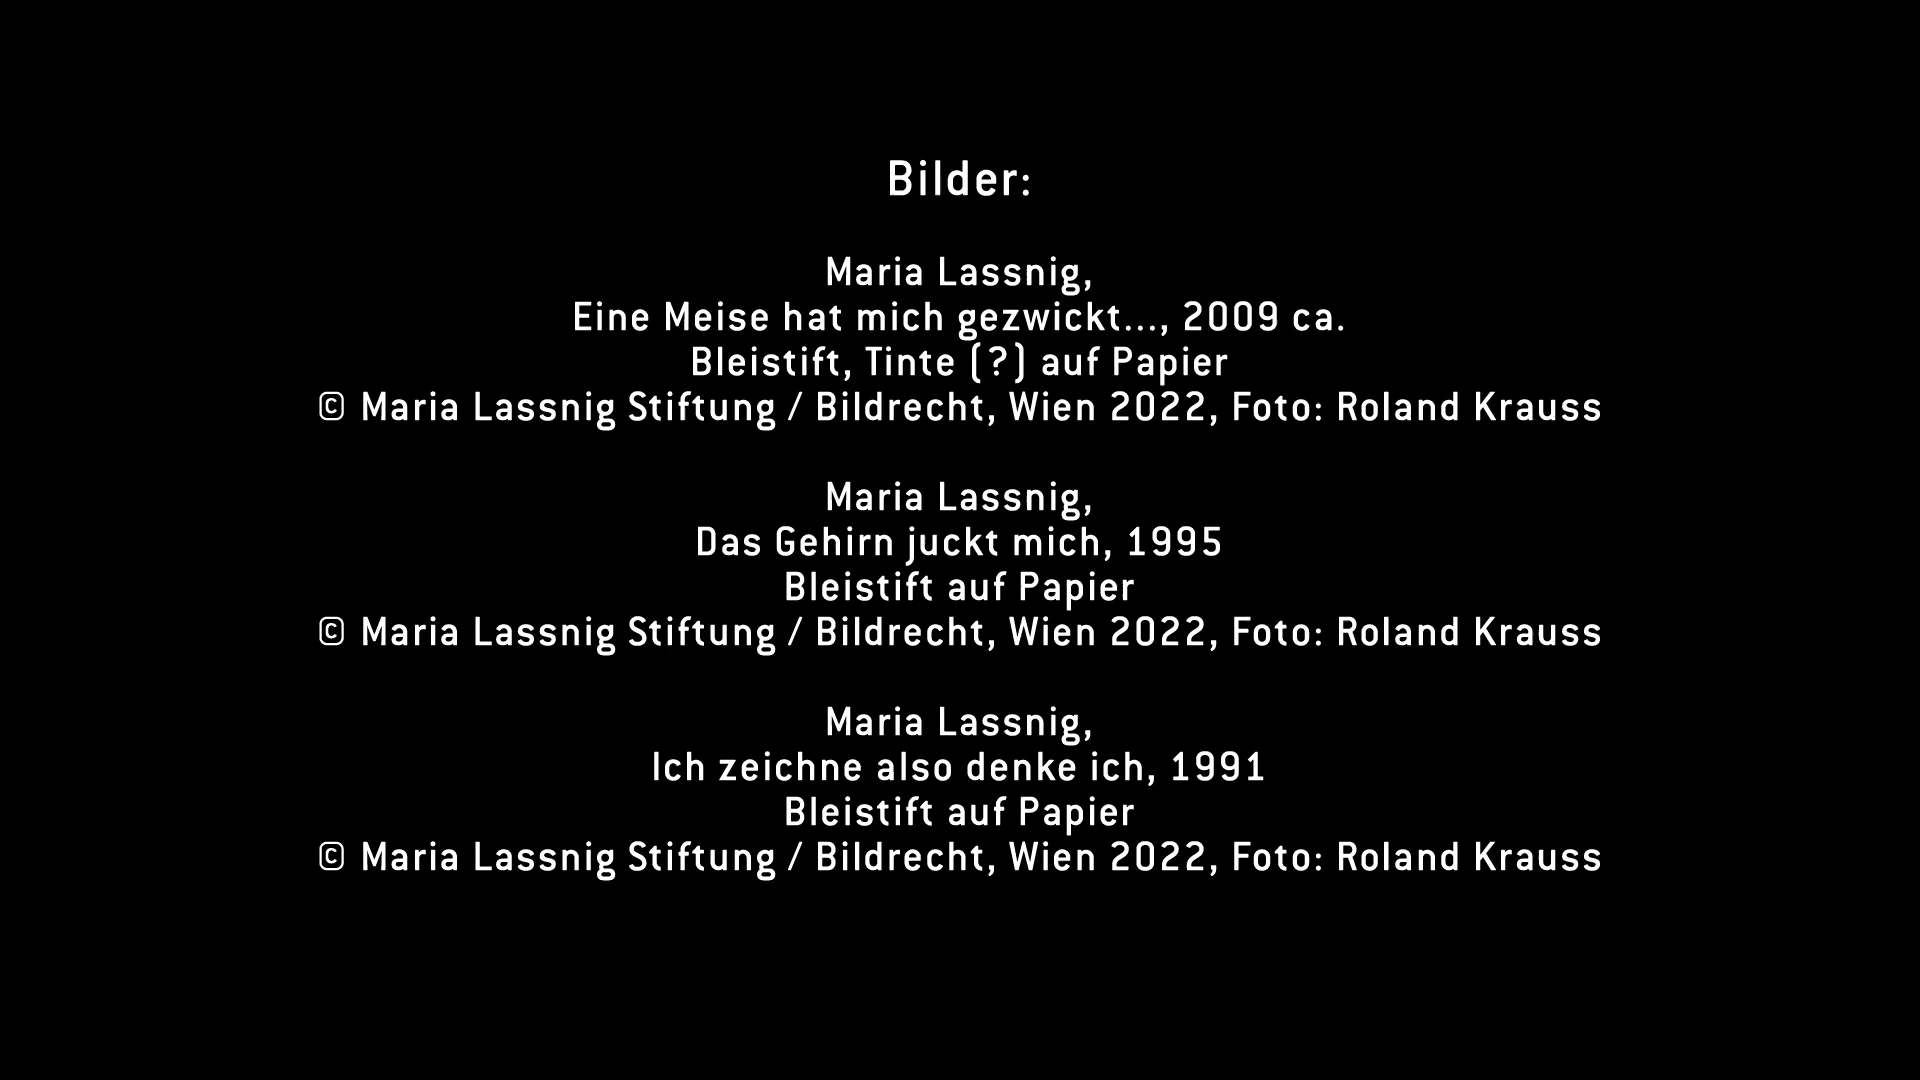 Bilder:
Maria Lassnig,
Eine Meise hat mich gezwickt..., 2009 ca.
Bleistift, Tinte (?) auf Papier
© Maria Lassnig Stiftung / Bildrecht, Wien 2022, Foto: Roland Krauss
Maria Lassnig,
Das Gehirn juckt mich, 1995
Bleistift auf Papier
© Maria Lassnig Stiftung / Bildrecht, Wien 2022, Foto: Roland Krauss
Maria Lassnig,
Ich zeichne also denke ich, 1991
Bleistift auf Papier
© Maria Lassnig Stiftung / Bildrecht, Wien 2022, Foto: Roland Krauss